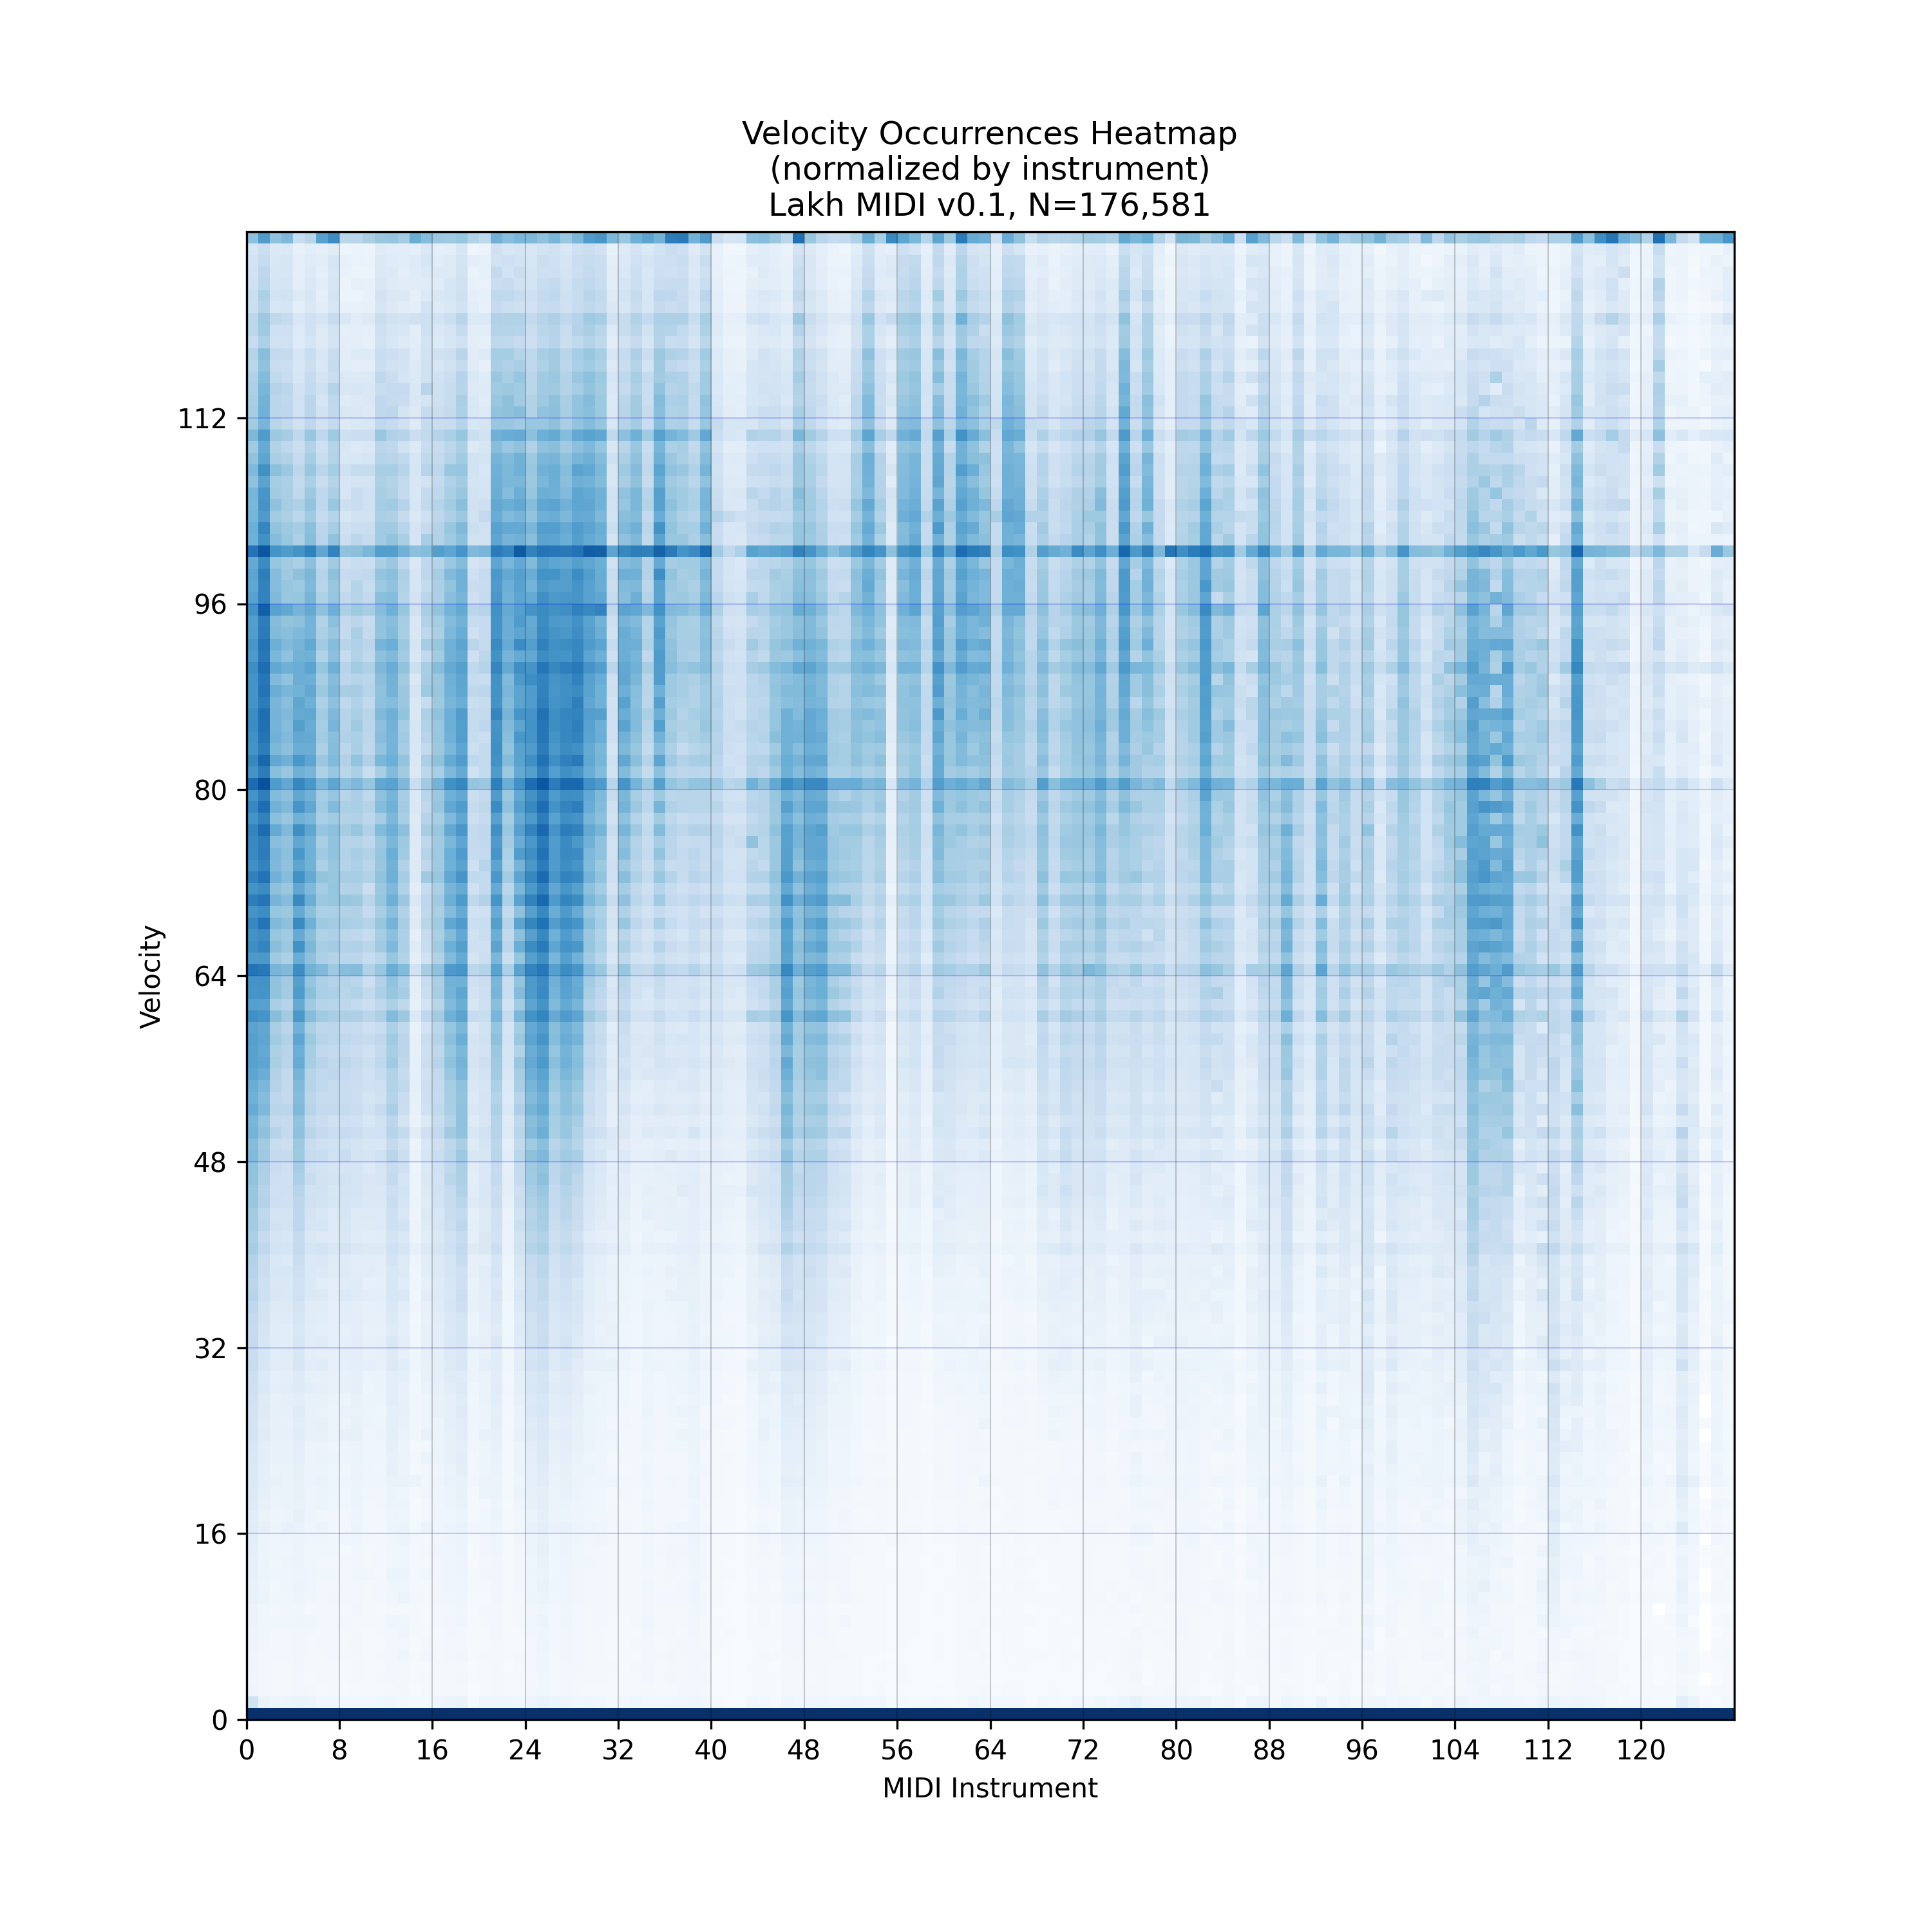 Velocity Occurrences Heatmap
(normalized by instrument)
Lakh MIDI v0.1, N=176,581
112
96
80
64
48
32
16
0
Velocity
0 8 16 24 32 40 48 56 64 72 80 88 96 104 112 120
MIDI Instrument